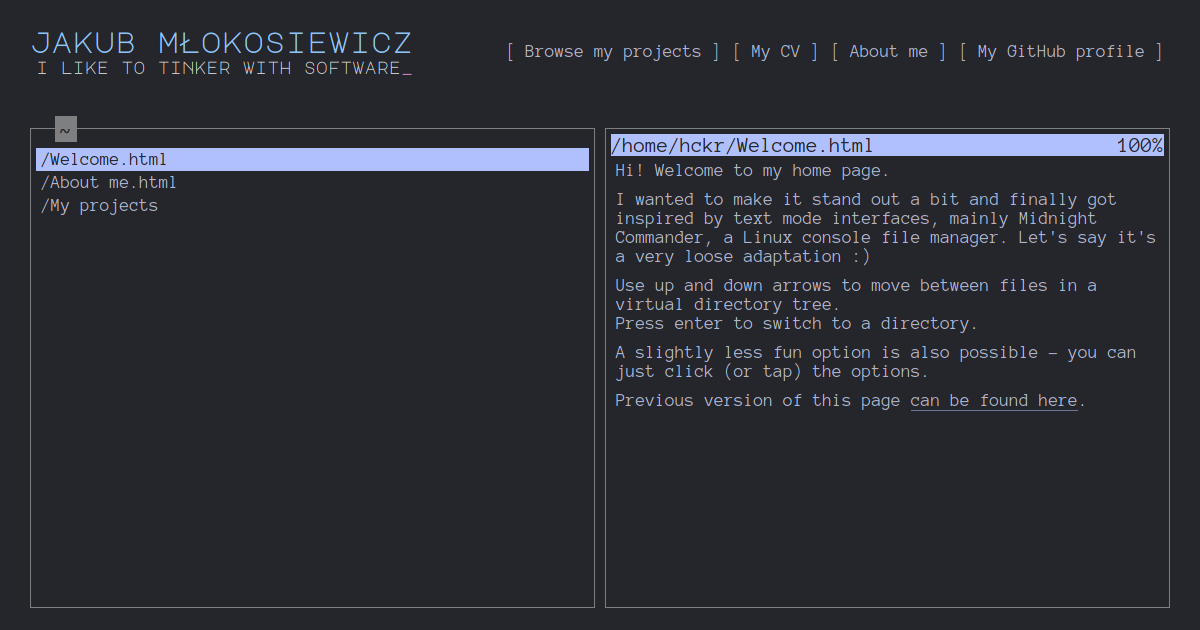 JAKUB MŁOKOSIEWICZ
I LIKE TO TINKER WITH SOFTWARE_
[ Browse my projects ] [ My CV ] [ About me ] [ My GitHub profile ]
~
/Welcome.html
/About me.html
/My projects
/home/hckr/Welcome.html 100%
Hi! Welcome to my home page.
I wanted to make it stand out a bit and finally got
inspired by text mode interfaces, mainly Midnight
Commander, a Linux console file manager. Let's say it's
a very loose adaptation :)
Use up and down arrows to move between files in a
virtual directory tree.
Press enter to switch to a directory.
A slightly less fun option is also possible – you can
just click (or tap) the options.
Previous version of this page can be found here.